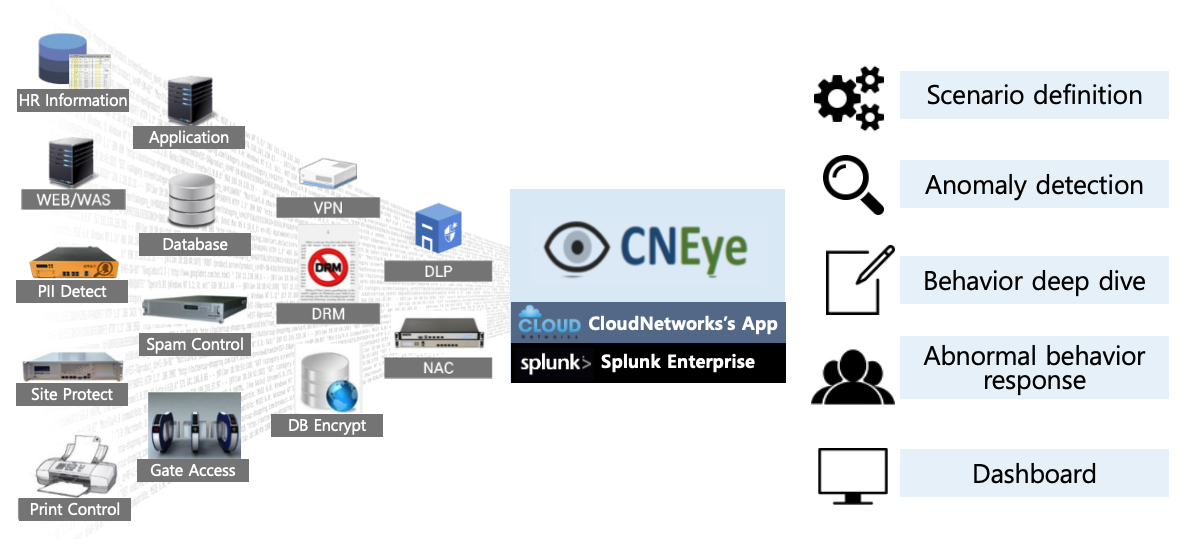 HR Information
Application
WEB/WAS
VPN
Database
DLP
PII Detect
DRM
DRM
Spam Control
NAC
Site Protect
DB Encrypt
Gate Access
Print Control
CNEye
CLOUD
NETWORKS
CloudNetworks's App
splunk> Splunk Enterprise
Scenario definition
Anomaly detection
Behavior deep dive
Abnormal behavior
response
Dashboard